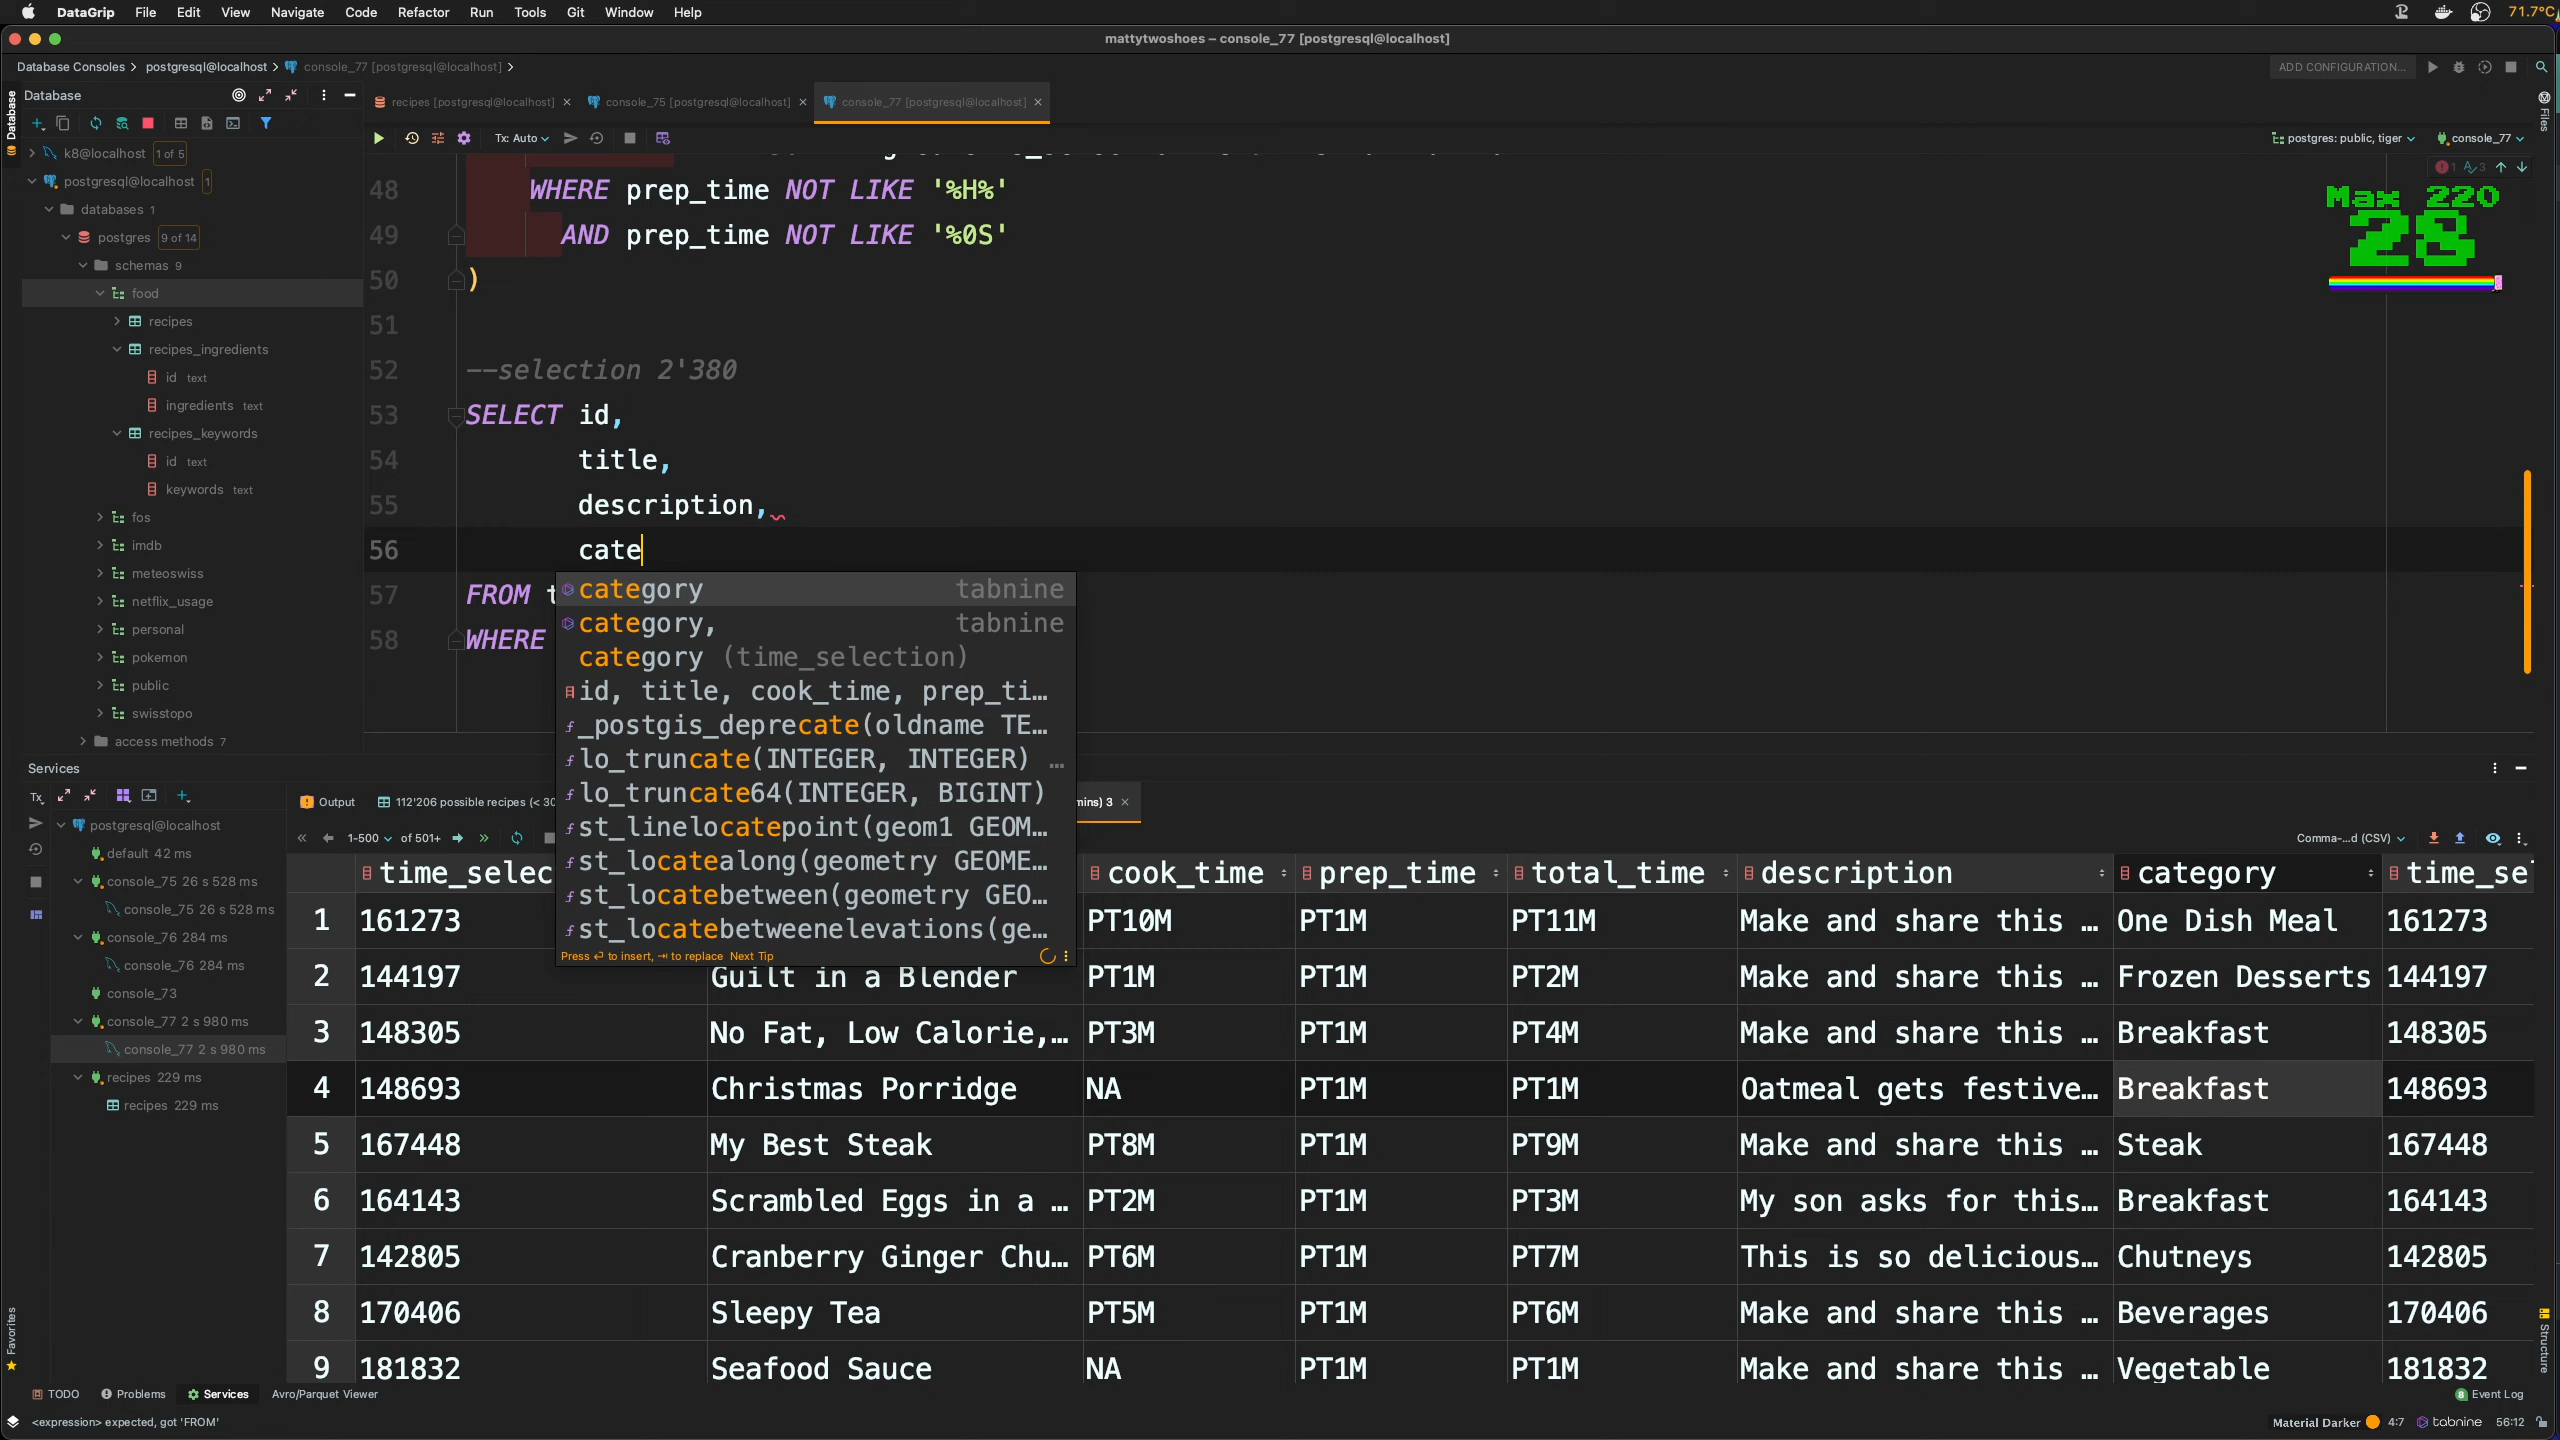 DataGrip File Edit View Navigate Code Refactor Run Tools Git Window Help
71.7°C
mattytwoshoes – console_77 [postgresql@localhost]
Database Consoles postgresql@localhost console_77 [postgresql@localhost]
ADD CONFIGURATION...
Database
Database
recipes [postgresql@localhost]
console_75 [postgresql@localhost]
console_77 [postgresql@localhost]
Files
Tx: Auto
postgres: public, tiger
console_77
k8@localhost 1 of 5
postgresql@localhost 1
databases 1
postgres 9 of 14
schemas 9
food
recipes
recipes_ingredients
id text
ingredients text
recipes_keywords
id text
keywords text
fos
imdb
meteoswiss
netflix_usage
personal
pokemon
public
swisstopo
access methods 7
1 3
Max 220
28
48 WHERE prep_time NOT LIKE '%H%'
49 AND prep_time NOT LIKE '%0S'
50 )
51
52 --selection 2'380
53 SELECT id,
54 title,
55 description,
56 cate
57 FROM t
58 WHERE
category tabnine
category, tabnine
category (time_selection)
id, title, cook_time, prep_ti…
_postgis_deprecate(oldname TE…
lo_truncate(INTEGER, INTEGER) …
lo_truncate64(INTEGER, BIGINT)
st_linelocatepoint(geom1 GEOM…
st_locatealong(geometry GEOME…
st_locatebetween(geometry GEO…
st_locatebetweenelevations(ge…
Press ↩ to insert, ⇥ to replace Next Tip
Services
Tx
postgresql@localhost
default 42 ms
console_75 26 s 528 ms
console_75 26 s 528 ms
console_76 284 ms
console_76 284 ms
console_73
console_77 2 s 980 ms
console_77 2 s 980 ms
recipes 229 ms
recipes 229 ms
Output
112'206 possible recipes (< 30
mins) 3
1-500 of 501+
Comma-...d (CSV)
time_selec cook_time prep_time total_time description category time_se
1 161273 PT10M PT1M PT11M Make and share this … One Dish Meal 161273
2 144197 Guilt in a Blender PT1M PT1M PT2M Make and share this … Frozen Desserts 144197
3 148305 No Fat, Low Calorie,… PT3M PT1M PT4M Make and share this … Breakfast 148305
4 148693 Christmas Porridge NA PT1M PT1M Oatmeal gets festive… Breakfast 148693
5 167448 My Best Steak PT8M PT1M PT9M Make and share this … Steak 167448
6 164143 Scrambled Eggs in a … PT2M PT1M PT3M My son asks for this… Breakfast 164143
7 142805 Cranberry Ginger Chu… PT6M PT1M PT7M This is so delicious… Chutneys 142805
8 170406 Sleepy Tea PT5M PT1M PT6M Make and share this … Beverages 170406
9 181832 Seafood Sauce NA PT1M PT1M Make and share this … Vegetable 181832
Favorites
Structure
TODO Problems Services Avro/Parquet Viewer
8 Event Log
<expression> expected, got 'FROM'
Material Darker 4:7 tabnine 56:12